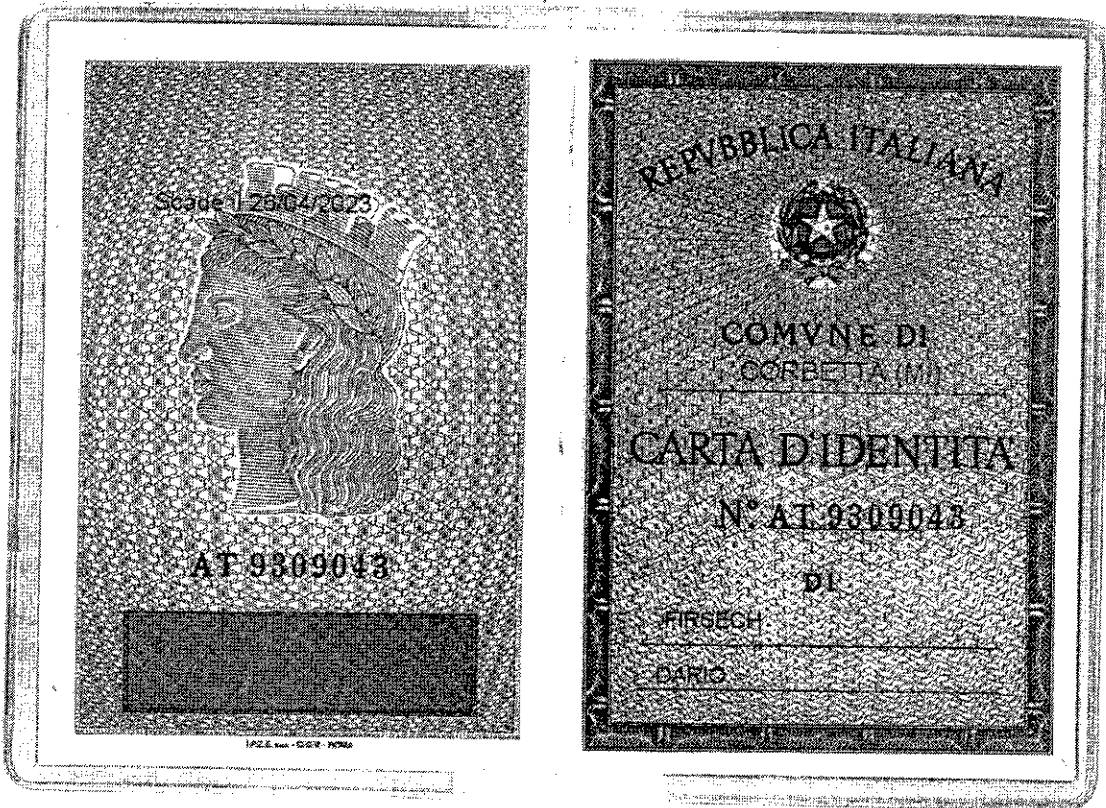 Scade il 26/04/2023
AT 9309043
I.P.Z.S. s.p.a. - O.C.V. - ROMA
REPVBBLICA ITALIANA
COMVNE DI
CORBETTA (MI)
CARTA D'IDENTITA'
N° AT 9309043
DI
FIRSECH
DARIO